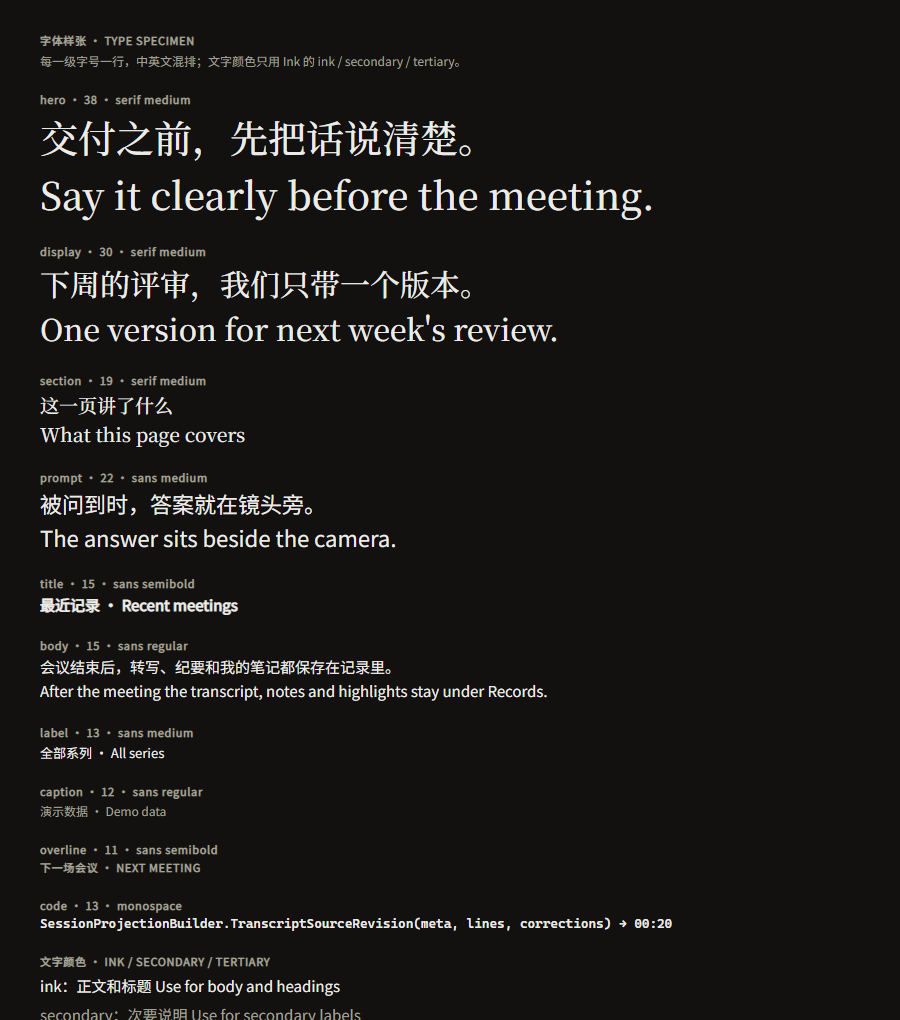 字体样张 · TYPE SPECIMEN
每一级字号一行，中英文混排；文字颜色只用 Ink 的 ink / secondary / tertiary。
hero · 38 · serif medium
交付之前，先把话说清楚。
Say it clearly before the meeting.
display · 30 · serif medium
下周的评审，我们只带一个版本。
One version for next week's review.
section · 19 · serif medium
这一页讲了什么
What this page covers
prompt · 22 · sans medium
被问到时，答案就在镜头旁。
The answer sits beside the camera.
title · 15 · sans semibold
最近记录 · Recent meetings
body · 15 · sans regular
会议结束后，转写、纪要和我的笔记都保存在记录里。
After the meeting the transcript, notes and highlights stay under Records.
label · 13 · sans medium
全部系列 · All series
caption · 12 · sans regular
演示数据 · Demo data
overline · 11 · sans semibold
下一场会议 · NEXT MEETING
code · 13 · monospace
SessionProjectionBuilder.TranscriptSourceRevision(meta, lines, corrections) → 00:20
文字颜色 · INK / SECONDARY / TERTIARY
ink：正文和标题 Use for body and headings
secondary：次要说明 Use for secondary labels